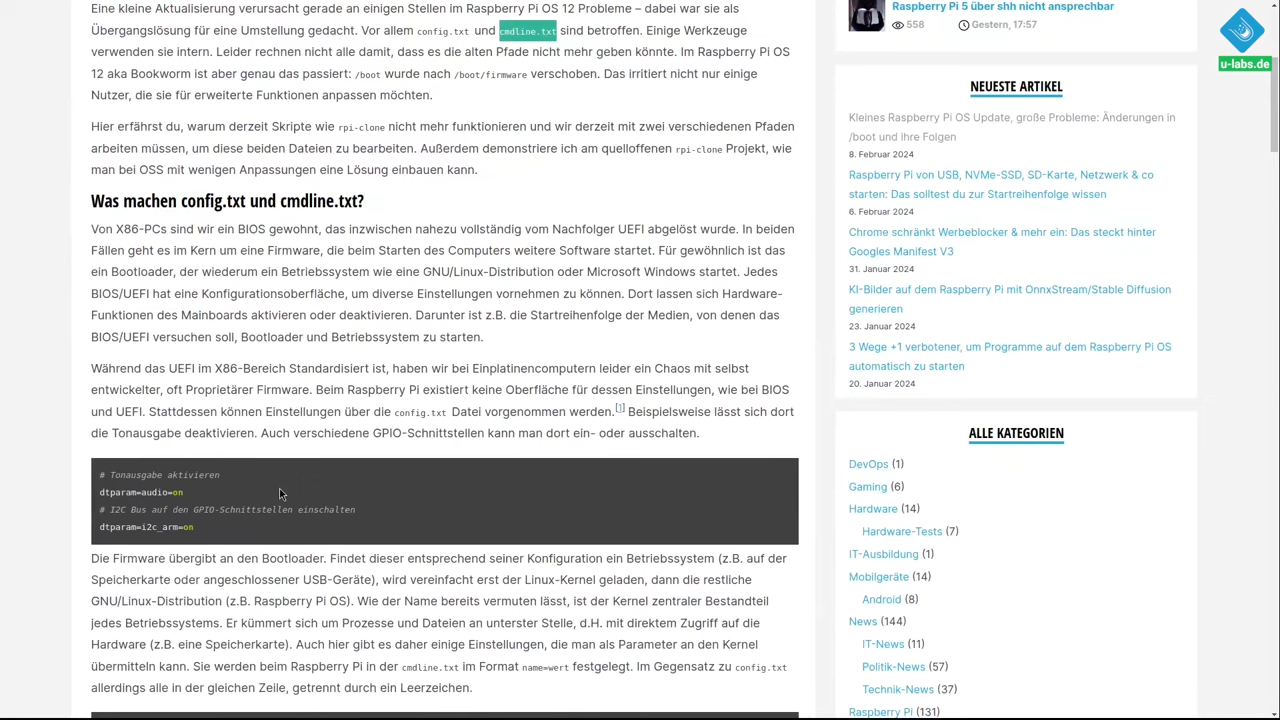 Eine kleine Aktualisierung verursacht gerade an einigen Stellen im Raspberry Pi OS 12 Probleme – dabei war sie als
Übergangslösung für eine Umstellung gedacht. Vor allem config.txt und cmdline.txt sind betroffen. Einige Werkzeuge
verwenden sie intern. Leider rechnen nicht alle damit, dass es die alten Pfade nicht mehr geben könnte. Im Raspberry Pi OS
12 aka Bookworm ist aber genau das passiert: /boot wurde nach /boot/firmware verschoben. Das irritiert nicht nur einige
Nutzer, die sie für erweiterte Funktionen anpassen möchten.
Hier erfährst du, warum derzeit Skripte wie rpi-clone nicht mehr funktionieren und wir derzeit mit zwei verschiedenen Pfaden
arbeiten müssen, um diese beiden Dateien zu bearbeiten. Außerdem demonstriere ich am quelloffenen rpi-clone Projekt, wie
man bei OSS mit wenigen Anpassungen eine Lösung einbauen kann.
Was machen config.txt und cmdline.txt?
Von X86-PCs sind wir ein BIOS gewohnt, das inzwischen nahezu vollständig vom Nachfolger UEFI abgelöst wurde. In beiden
Fällen geht es im Kern um eine Firmware, die beim Starten des Computers weitere Software startet. Für gewöhnlich ist das
ein Bootloader, der wiederum ein Betriebssystem wie eine GNU/Linux-Distribution oder Microsoft Windows startet. Jedes
BIOS/UEFI hat eine Konfigurationsoberfläche, um diverse Einstellungen vornehmen zu können. Dort lassen sich Hardware-
Funktionen des Mainboards aktivieren oder deaktivieren. Darunter ist z.B. die Startreihenfolge der Medien, von denen das
BIOS/UEFI versuchen soll, Bootloader und Betriebssystem zu starten.
Während das UEFI im X86-Bereich Standardisiert ist, haben wir bei Einplatinencomputern leider ein Chaos mit selbst
entwickelter, oft Proprietärer Firmware. Beim Raspberry Pi existiert keine Oberfläche für dessen Einstellungen, wie bei BIOS
und UEFI. Stattdessen können Einstellungen über die config.txt Datei vorgenommen werden.[1] Beispielsweise lässt sich dort
die Tonausgabe deaktivieren. Auch verschiedene GPIO-Schnittstellen kann man dort ein- oder ausschalten.
# Tonausgabe aktivieren
dtparam=audio=on
# I2C Bus auf den GPIO-Schnittstellen einschalten
dtparam=i2c_arm=on
Die Firmware übergibt an den Bootloader. Findet dieser entsprechend seiner Konfiguration ein Betriebssystem (z.B. auf der
Speicherkarte oder angeschlossener USB-Geräte), wird vereinfacht erst der Linux-Kernel geladen, dann die restliche
GNU/Linux-Distribution (z.B. Raspberry Pi OS). Wie der Name bereits vermuten lässt, ist der Kernel zentraler Bestandteil
jedes Betriebssystems. Er kümmert sich um Prozesse und Dateien an unterster Stelle, d.H. mit direktem Zugriff auf die
Hardware (z.B. eine Speicherkarte). Auch hier gibt es daher einige Einstellungen, die man als Parameter an den Kernel
übermitteln kann. Sie werden beim Raspberry Pi in der cmdline.txt im Format name=wert festgelegt. Im Gegensatz zu config.txt
allerdings alle in der gleichen Zeile, getrennt durch ein Leerzeichen.
Raspberry Pi 5 über shh nicht ansprechbar
558 Gestern, 17:57
u-labs.de
NEUESTE ARTIKEL
Kleines Raspberry Pi OS Update, große Probleme: Änderungen in
/boot und ihre Folgen
8. Februar 2024
Raspberry Pi von USB, NVMe-SSD, SD-Karte, Netzwerk & co
starten: Das solltest du zur Startreihenfolge wissen
6. Februar 2024
Chrome schränkt Werbeblocker & mehr ein: Das steckt hinter
Googles Manifest V3
31. Januar 2024
KI-Bilder auf dem Raspberry Pi mit OnnxStream/Stable Diffusion
generieren
23. Januar 2024
3 Wege +1 verbotener, um Programme auf dem Raspberry Pi OS
automatisch zu starten
20. Januar 2024
ALLE KATEGORIEN
DevOps (1)
Gaming (6)
Hardware (14)
Hardware-Tests (7)
IT-Ausbildung (1)
Mobilgeräte (14)
Android (8)
News (144)
IT-News (11)
Politik-News (57)
Technik-News (37)
Raspberry Pi (131)